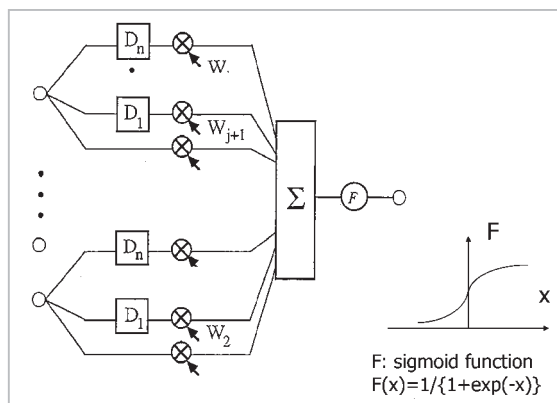 Dn
W.
D1
Wj+1
Σ
F
Dn
D1
W2
F
x
F: sigmoid function
F(x)=1/{1+exp(-x)}